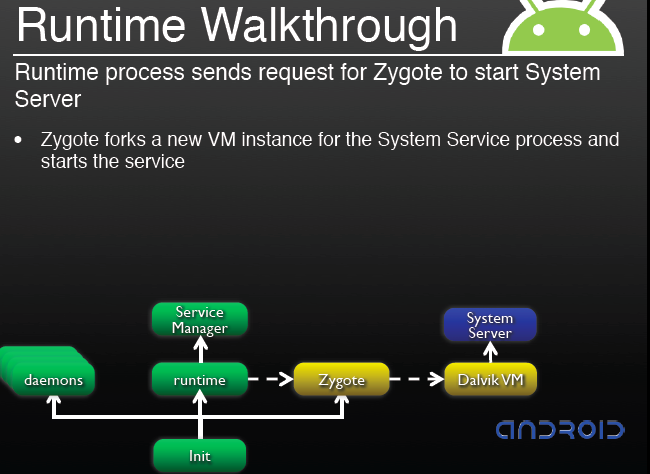 Runtime Walkthrough
Runtime process sends request for Zygote to start System
Server
• Zygote forks a new VM instance for the System Service process and
starts the service
Service
Manager
System
Server
daemons
runtime
Zygote
Dalvik VM
Init
ANDROID